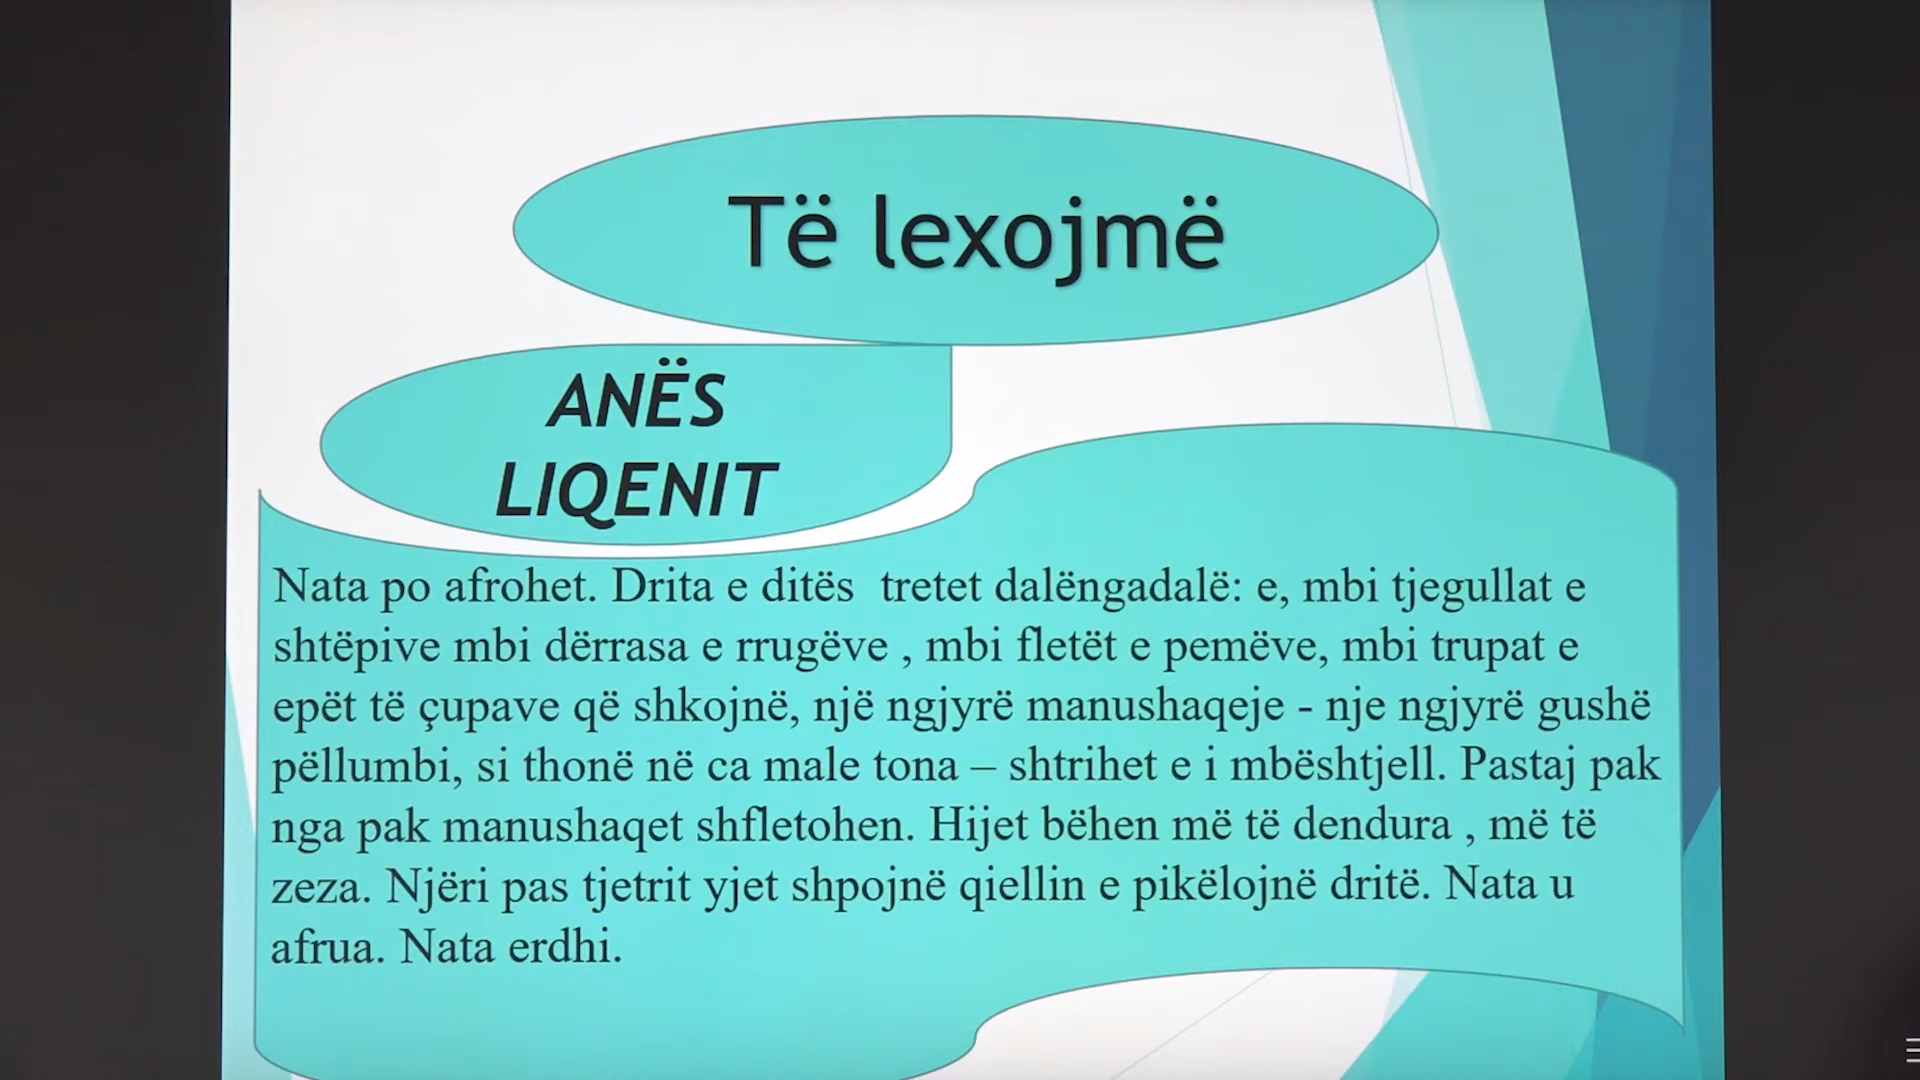 Të lexojmë
ANËS
LIQENIT
Nata po afrohet. Drita e ditës  tretet dalëngadalë: e, mbi tjegullat e
shtëpive mbi dërrasa e rrugëve , mbi fletët e pemëve, mbi trupat e
epët të çupave që shkojnë, një ngjyrë manushaqeje - nje ngjyrë gushë
pëllumbi, si thonë në ca male tona – shtrihet e i mbështjell. Pastaj pak
nga pak manushaqet shfletohen. Hijet bëhen më të dendura , më të
zeza. Njëri pas tjetrit yjet shpojnë qiellin e pikëlojnë dritë. Nata u
afrua. Nata erdhi.